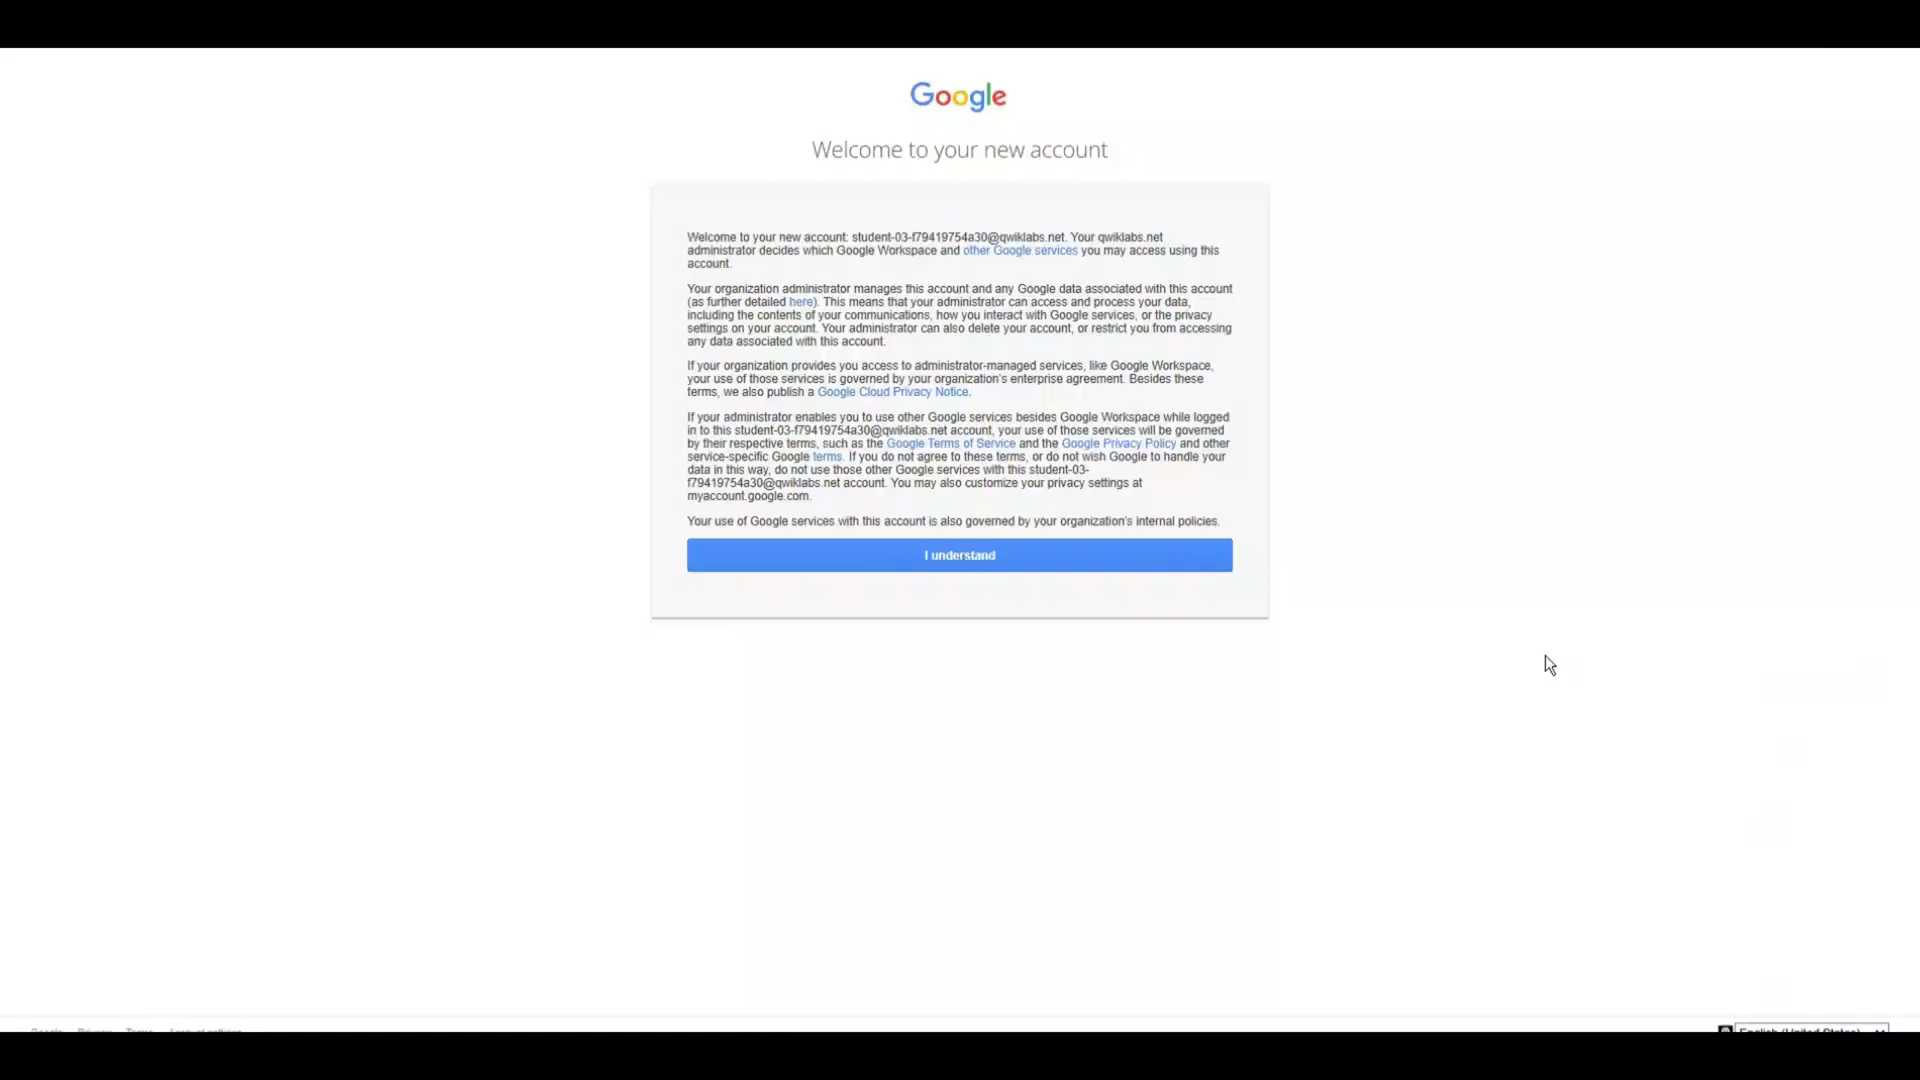 Google
Welcome to your new account
Welcome to your new account: student-03-f79419754a30@qwiklabs.net. Your qwiklabs.net
administrator decides which Google Workspace and other Google services you may access using this
account.
Your organization administrator manages this account and any Google data associated with this account
(as further detailed here). This means that your administrator can access and process your data,
including the contents of your communications, how you interact with Google services, or the privacy
settings on your account. Your administrator can also delete your account, or restrict you from accessing
any data associated with this account.
If your organization provides you access to administrator-managed services, like Google Workspace,
your use of those services is governed by your organization's enterprise agreement. Besides these
terms, we also publish a Google Cloud Privacy Notice.
If your administrator enables you to use other Google services besides Google Workspace while logged
in to this student-03-f79419754a30@qwiklabs.net account, your use of those services will be governed
by their respective terms, such as the Google Terms of Service and the Google Privacy Policy and other
service-specific Google terms. If you do not agree to these terms, or do not wish Google to handle your
data in this way, do not use those other Google services with this student-03-
f79419754a30@qwiklabs.net account. You may also customize your privacy settings at
myaccount.google.com.
Your use of Google services with this account is also governed by your organization's internal policies.
I understand
Google Privacy Terms Account settings
English (United States)